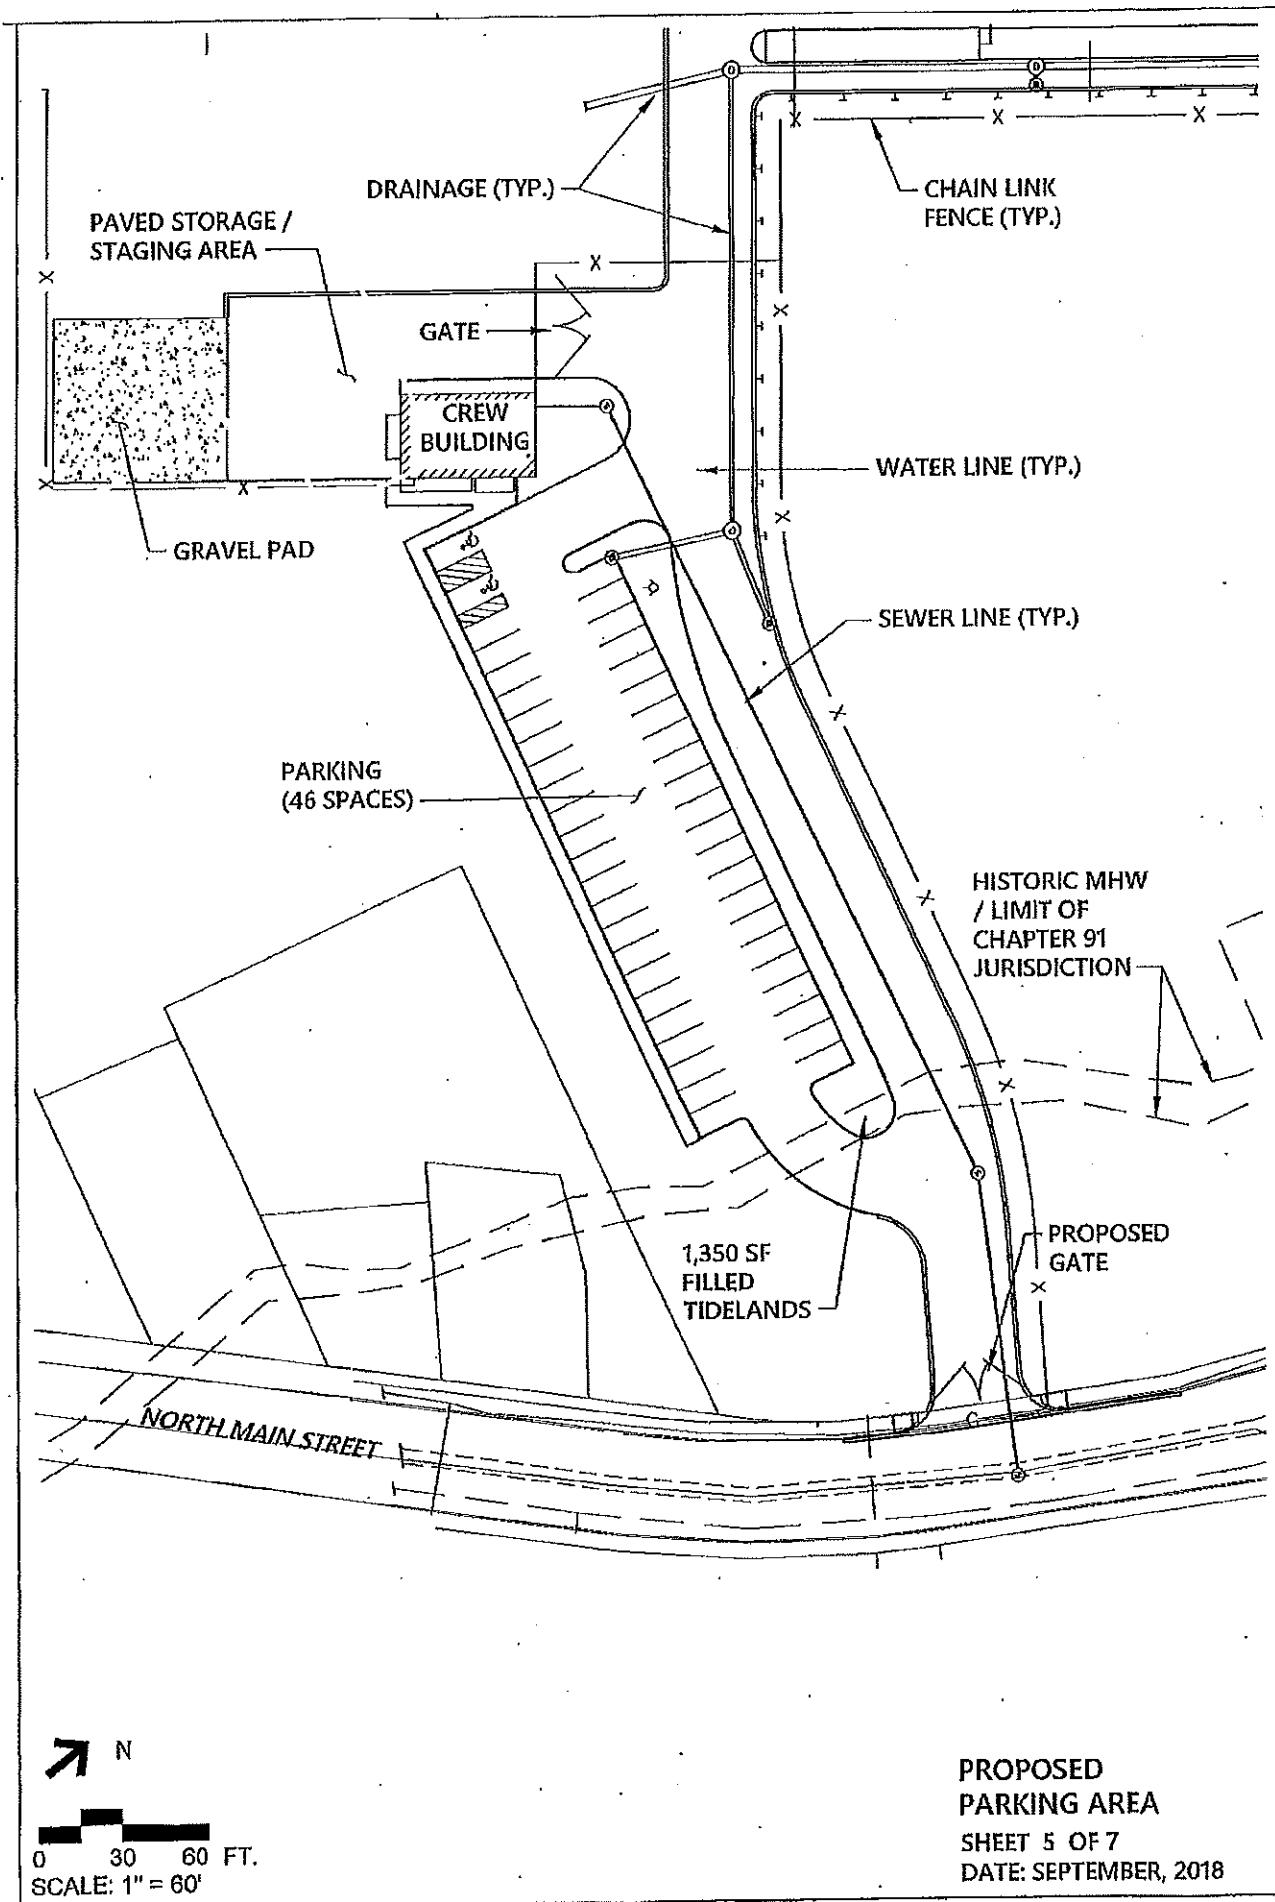 DRAINAGE (TYP.)
CHAIN LINK
FENCE (TYP.)
PAVED STORAGE /
STAGING AREA
X
X
X
X
X
GATE
X
CREW
BUILDING
WATER LINE (TYP.)
X
X
X
GRAVEL PAD
SEWER LINE (TYP.)
X
PARKING
(46 SPACES)
HISTORIC MHW
/ LIMIT OF
CHAPTER 91
JURISDICTION
X
X
1,350 SF
FILLED
TIDELANDS
PROPOSED
GATE
X
NORTH MAIN STREET
N
0 30 60 FT.
SCALE: 1" = 60'
PROPOSED
PARKING AREA
SHEET 5 OF 7
DATE: SEPTEMBER, 2018